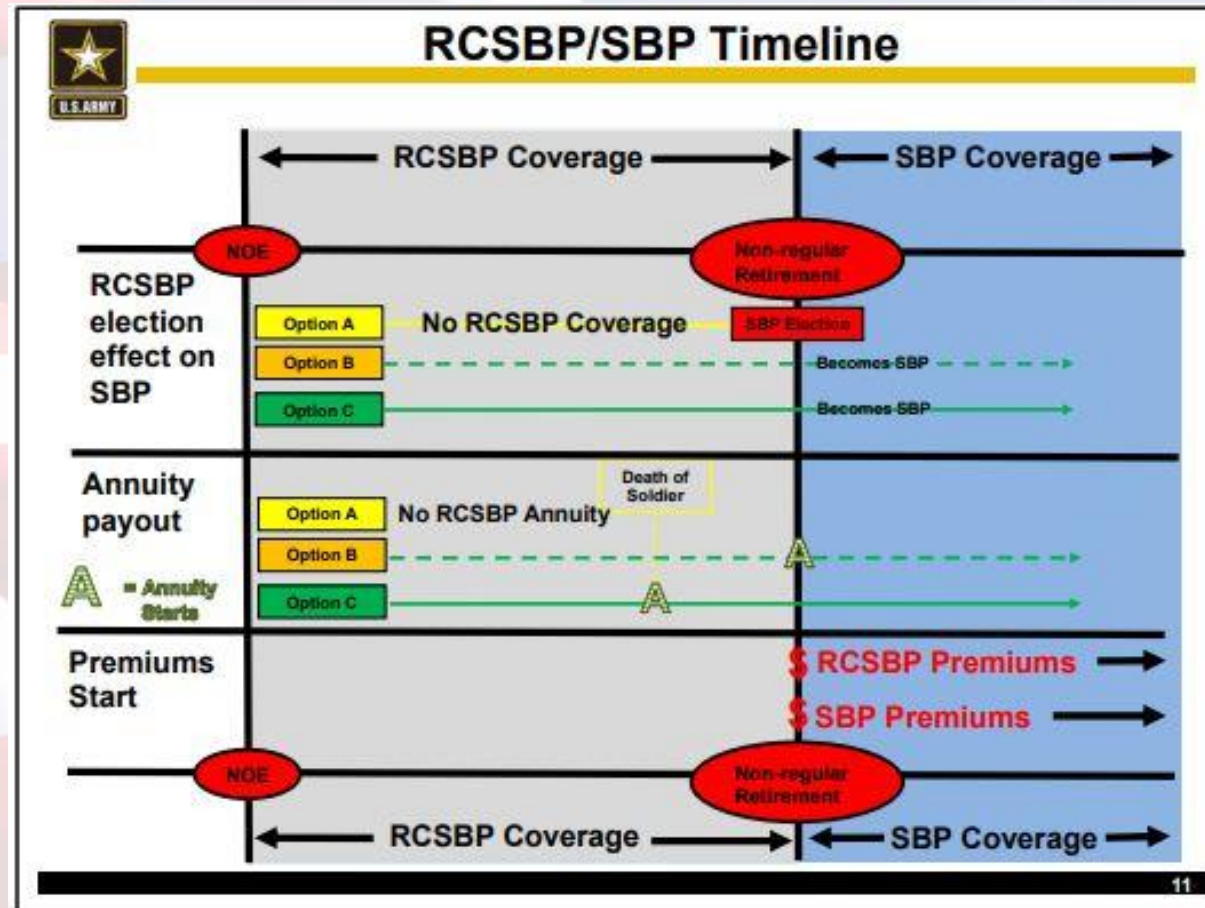 RCSBP/SBP Timeline
U.S.ARMY
RCSBP Coverage
SBP Coverage
NOE
Non-regular
Retirement
RCSBP
election
effect on
SBP
Option A
No RCSBP Coverage
SBP Election
Option B
Becomes SBP
Option C
Becomes SBP
Annuity
payout
Death of
Soldier
Option A
No RCSBP Annuity
Option B
A
Option C
A
A
= Annuity
Starts
Premiums
Start
$ RCSBP Premiums
$ SBP Premiums
NOE
Non-regular
Retirement
RCSBP Coverage
SBP Coverage
11